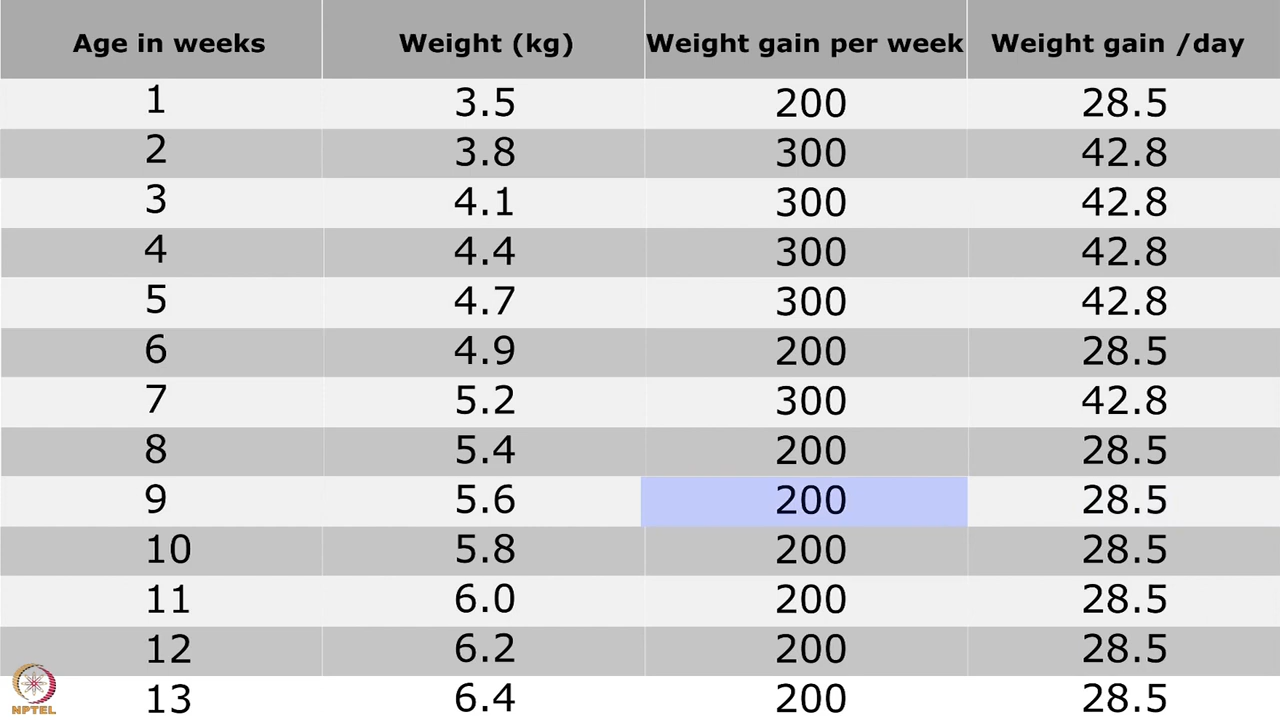 Age in weeks Weight (kg) Weight gain per week Weight gain /day
1 3.5 200 28.5
2 3.8 300 42.8
3 4.1 300 42.8
4 4.4 300 42.8
5 4.7 300 42.8
6 4.9 200 28.5
7 5.2 300 42.8
8 5.4 200 28.5
9 5.6 200 28.5
10 5.8 200 28.5
11 6.0 200 28.5
12 6.2 200 28.5
13 6.4 200 28.5
NPTEL